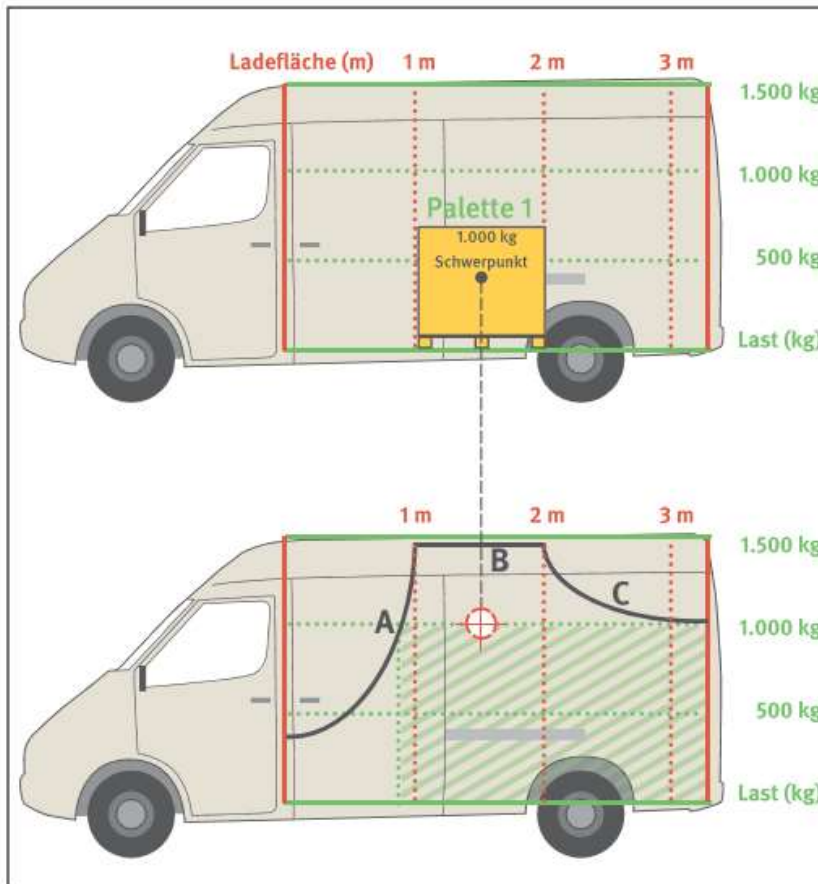 Ladefläche (m) 1 m 2 m 3 m
1.500 kg
1.000 kg
Palette 1
1.000 kg
Schwerpunkt
500 kg
Last (kg)
1 m 2 m 3 m
1.500 kg
B
C
A
1.000 kg
500 kg
Last (kg)